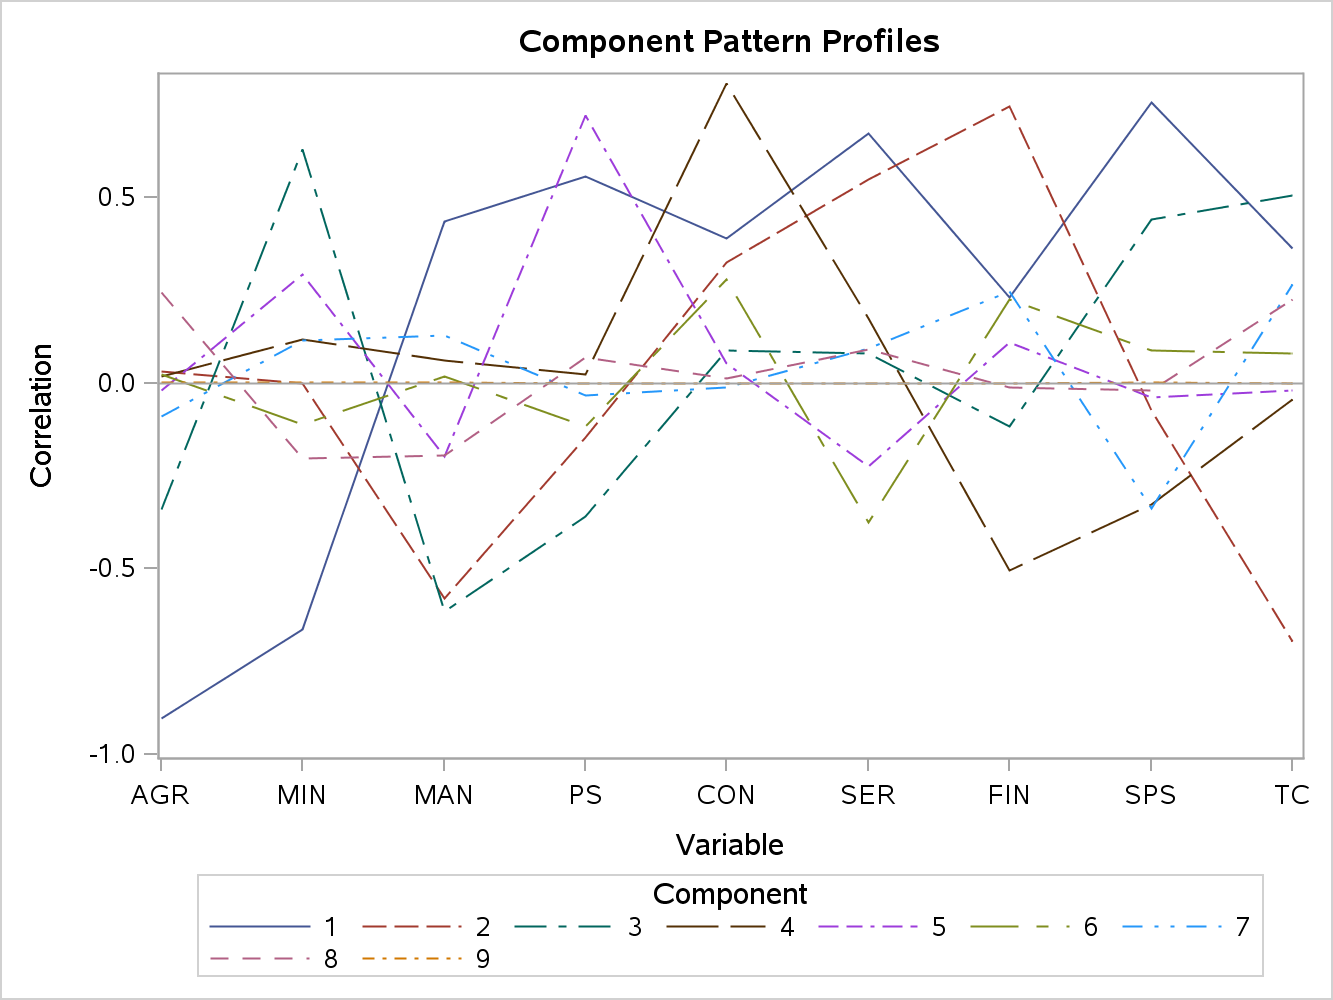 Component Pattern Profiles
0.5
0.0
-0.5
-1.0
Correlation
AGR MIN MAN PS CON SER FIN SPS TC
Variable
Component
1 2 3 4 5 6 7
8 9